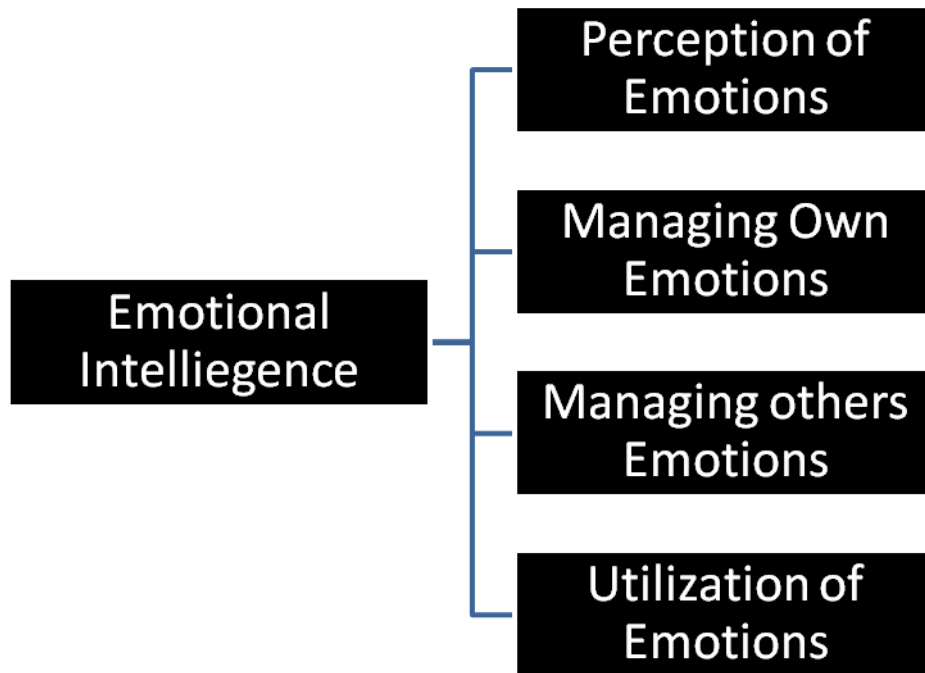 Perception of
Emotions
Managing Own
Emotions
Emotional
Intelliegence
Managing others
Emotions
Utilization of
Emotions